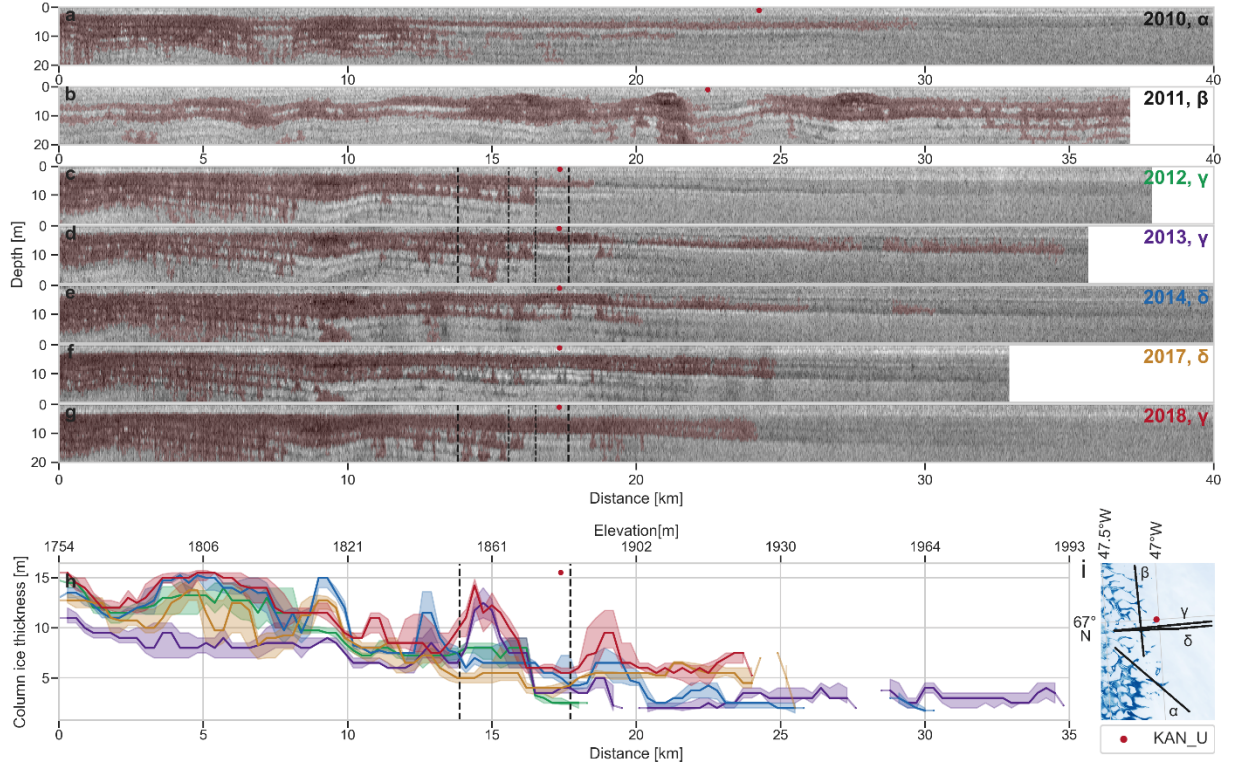 a
2010, α
0
10
20
0 10 20 30 40
b
2011, β
0
10
20
0 5 10 15 20 25 30 35 40
c
2012, γ
0
10
d
2013, γ
0
10
Depth [m]
e
2014, δ
0
10
f
2017, δ
0
10
g
2018, γ
0
10
20
0 10 20 30 40
Distance [km]
Elevation[m]
1754 1806 1821 1861 1902 1930 1964 1993
h
Column ice thickness [m]
15
10
5
0 5 10 15 20 25 30 35
Distance [km]
i
47.5°W
47°W
67°
N
β
γ
δ
α
KAN_U